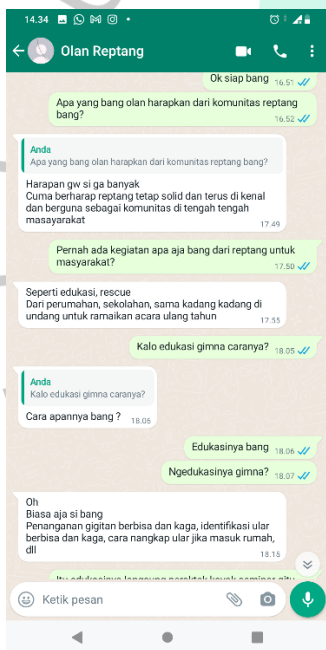 14.34
Olan Reptang
Ok siap bang 16.51
Apa yang bang olan harapkan dari komunitas reptang
bang?
16.52
Anda
Apa yang bang olan harapkan dari komunitas reptang bang?
Harapan gw si ga banyak
Cuma berharap reptang tetap solid dan terus di kenal
dan berguna sebagai komunitas di tengah tengah
masayarakat
17.49
Pernah ada kegiatan apa aja bang dari reptang untuk
masyarakat?
17.50
Seperti edukasi, rescue
Dari perumahan, sekolahan, sama kadang kadang di
undang untuk ramaikan acara ulang tahun
17.55
Kalo edukasi gimna caranya? 18.05
Anda
Kalo edukasi gimna caranya?
Cara apannya bang ? 18.06
Edukasinya bang 18.06
Ngedukasinya gimna? 18.07
Oh
Biasa aja si bang
Penanganan gigitan berbisa dan kaga, identifikasi ular
berbisa dan kaga, cara nangkap ular jika masuk rumah,
dll
18.16
Itu edukasinya langsung
Ketik pesan